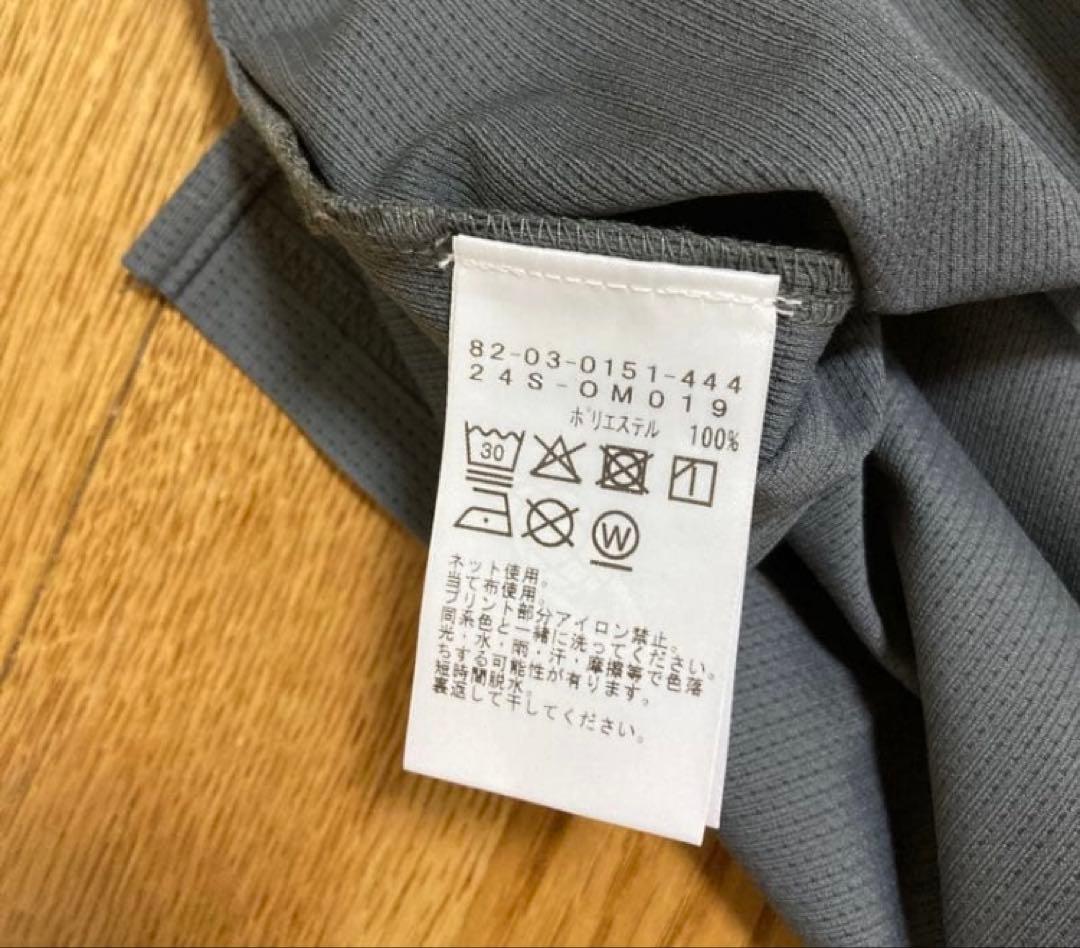 82-03-0151-444
24S-OM019
ポリエステル 100%
30
W
ネット使用。
当て布使用。
プリント部分アイロン禁止。
同系色と一緒に洗ってください。
光・水・雨・汗・摩擦等で色落
ちする可能性が有ります。
短時間脱水。
裏返して干してください。